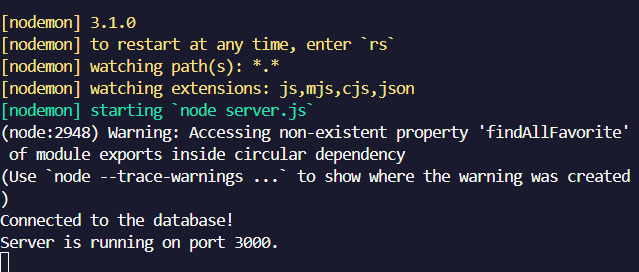 [nodemon] 3.1.0
[nodemon] to restart at any time, enter `rs`
[nodemon] watching path(s): *.*
[nodemon] watching extensions: js,mjs,cjs,json
[nodemon] starting `node server.js`
(node:2948) Warning: Accessing non-existent property 'findAllFavorite'
 of module exports inside circular dependency
(Use `node --trace-warnings ...` to show where the warning was created
)
Connected to the database!
Server is running on port 3000.